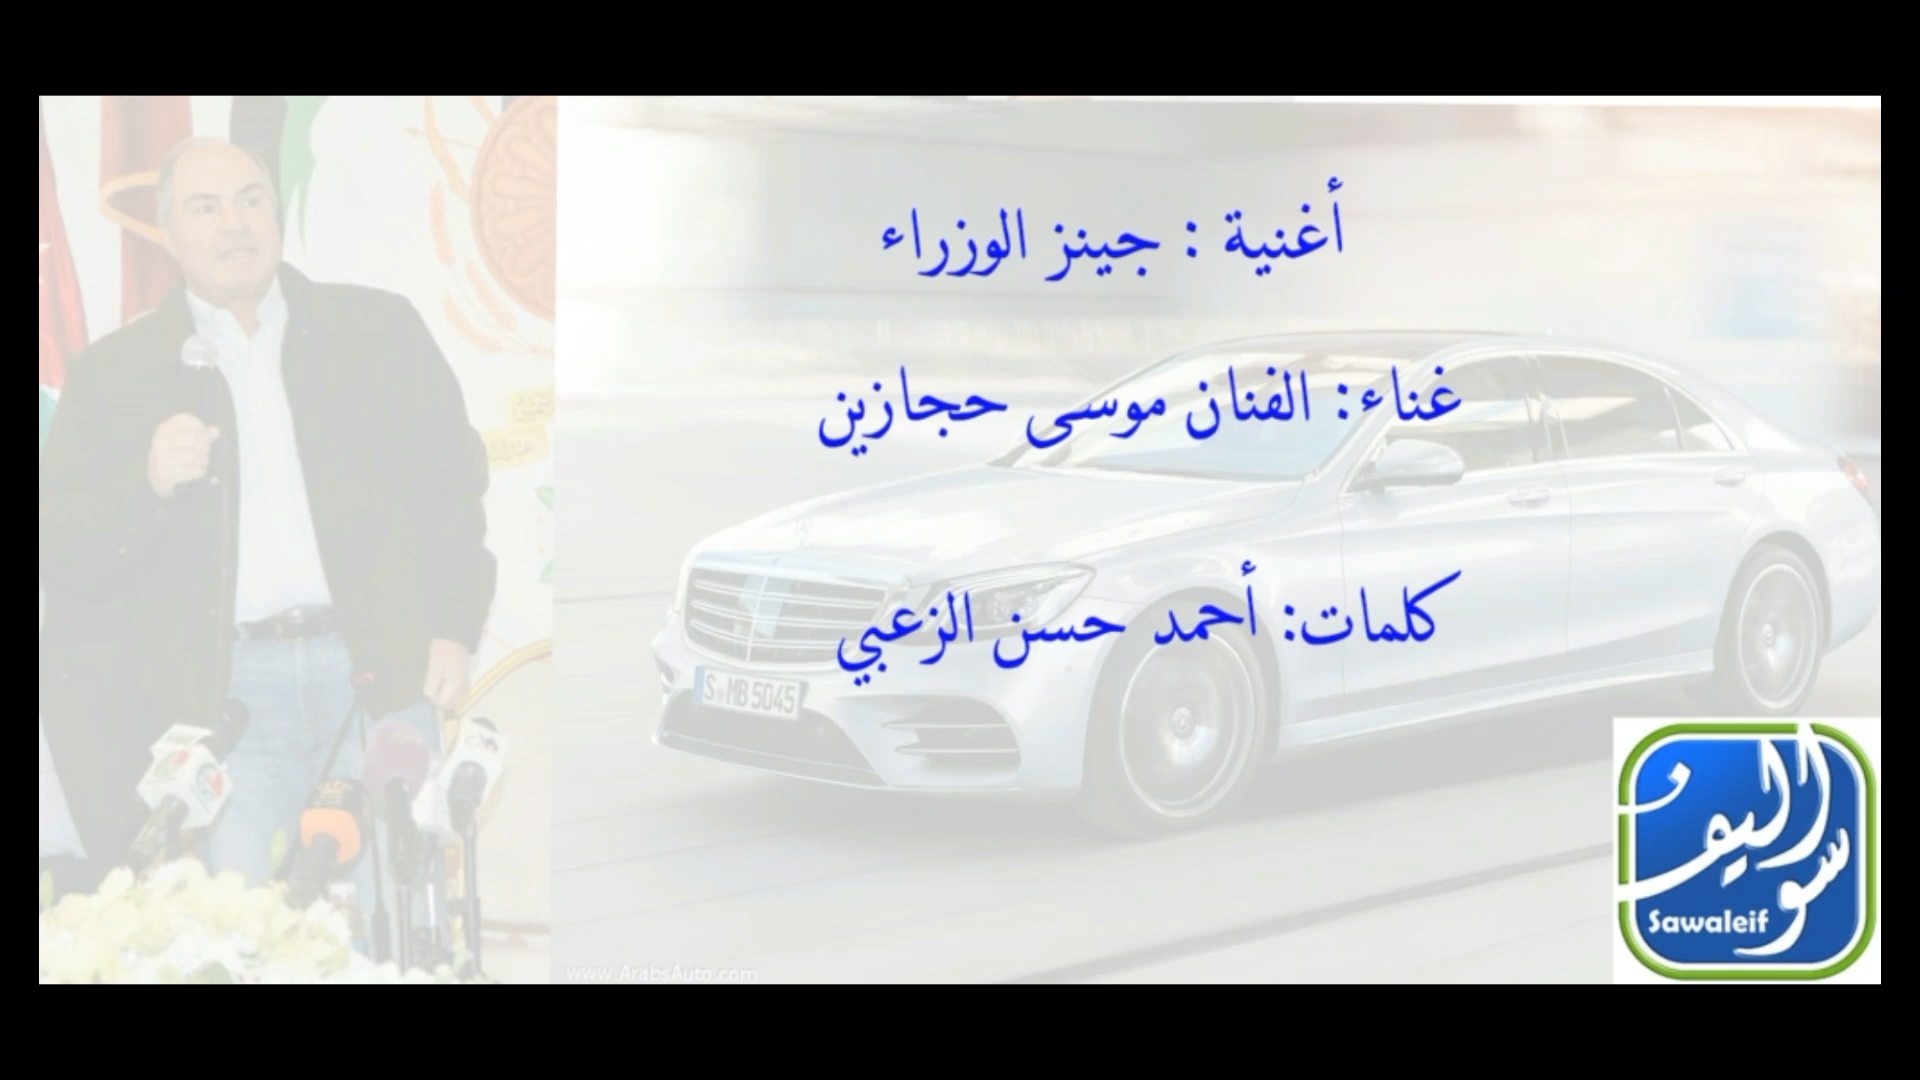 أغنية : جينز الوزراء
غناء: الفنان موسى حجازين
كلمات: أحمد حسن الزعبي
S MB 5045
سواليف
Sawaleif
www.ArabsAuto.com